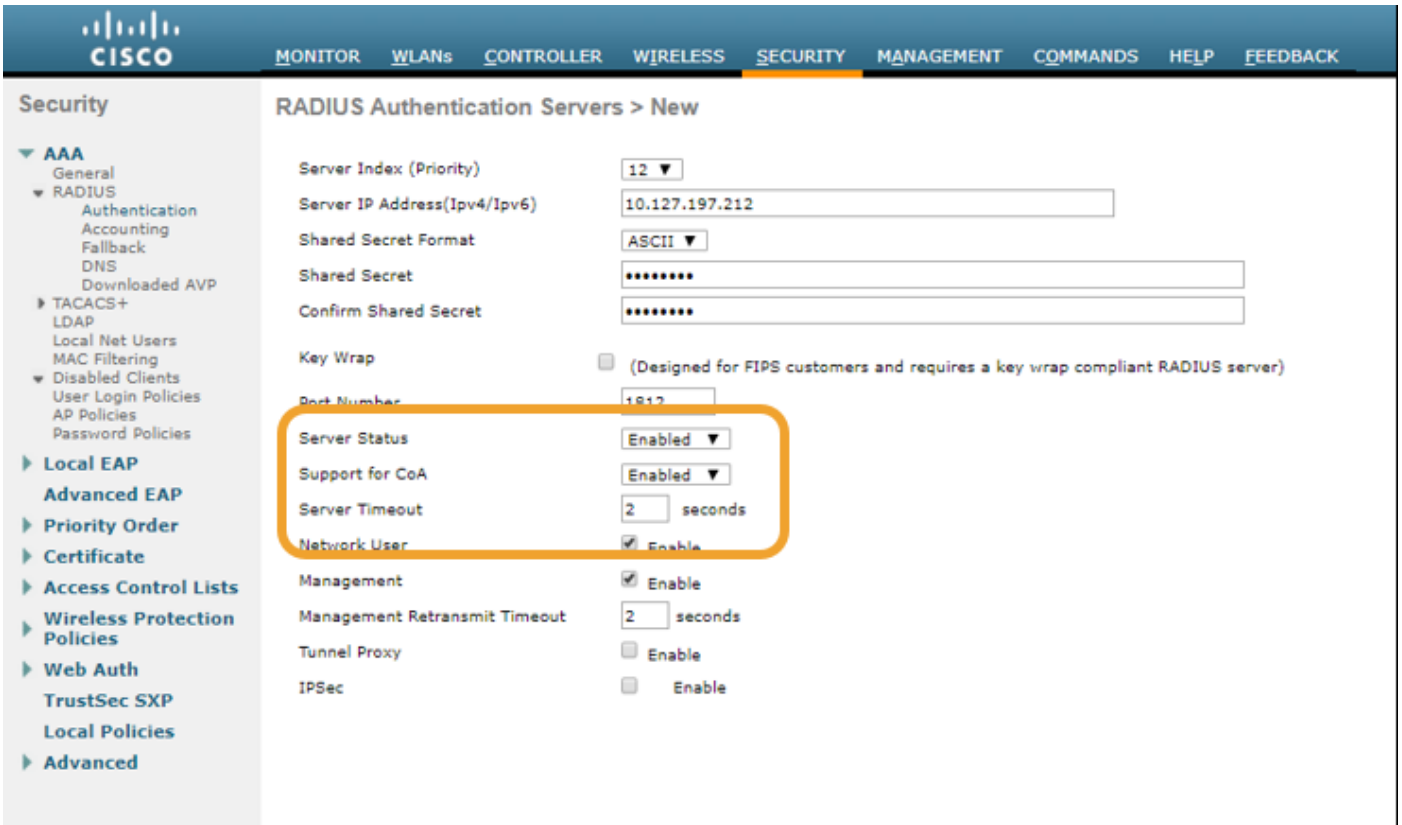 CISCO
MONITOR WLANs CONTROLLER WIRELESS SECURITY MANAGEMENT COMMANDS HELP FEEDBACK
Security
AAA
General
RADIUS
Authentication
Accounting
Fallback
DNS
Downloaded AVP
TACACS+
LDAP
Local Net Users
MAC Filtering
Disabled Clients
User Login Policies
AP Policies
Password Policies
Local EAP
Advanced EAP
Priority Order
Certificate
Access Control Lists
Wireless Protection
Policies
Web Auth
TrustSec SXP
Local Policies
Advanced
RADIUS Authentication Servers > New
Server Index (Priority) 12
Server IP Address(Ipv4/Ipv6) 10.127.197.212
Shared Secret Format ASCII
Shared Secret ••••••••
Confirm Shared Secret ••••••••
Key Wrap (Designed for FIPS customers and requires a key wrap compliant RADIUS server)
Port Number 1812
Server Status Enabled
Support for CoA Enabled
Server Timeout 2 seconds
Network User Enable
Management Enable
Management Retransmit Timeout 2 seconds
Tunnel Proxy Enable
IPSec Enable